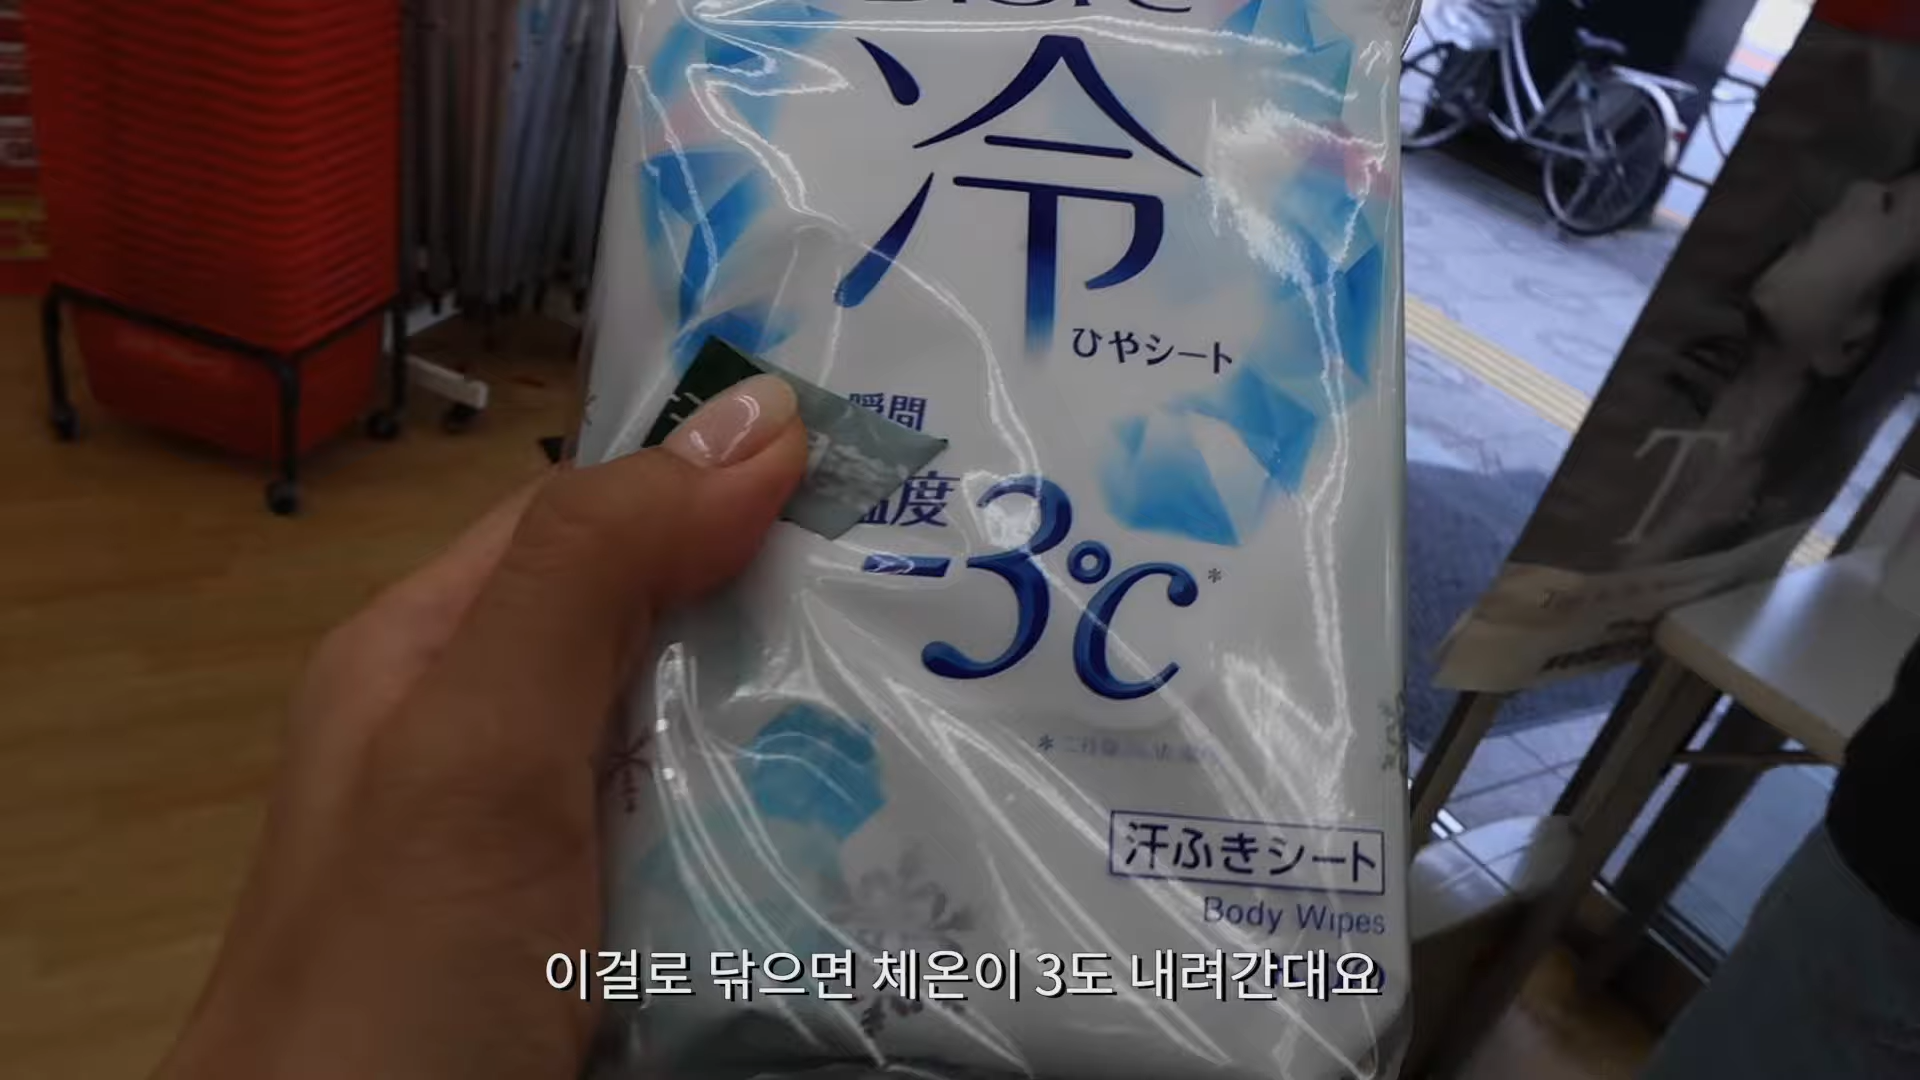 冷
ひやシート
瞬間
温度
-3℃*
汗ふきシート
Body Wipes
T
이걸로 닦으면 체온이 3도 내려간대요